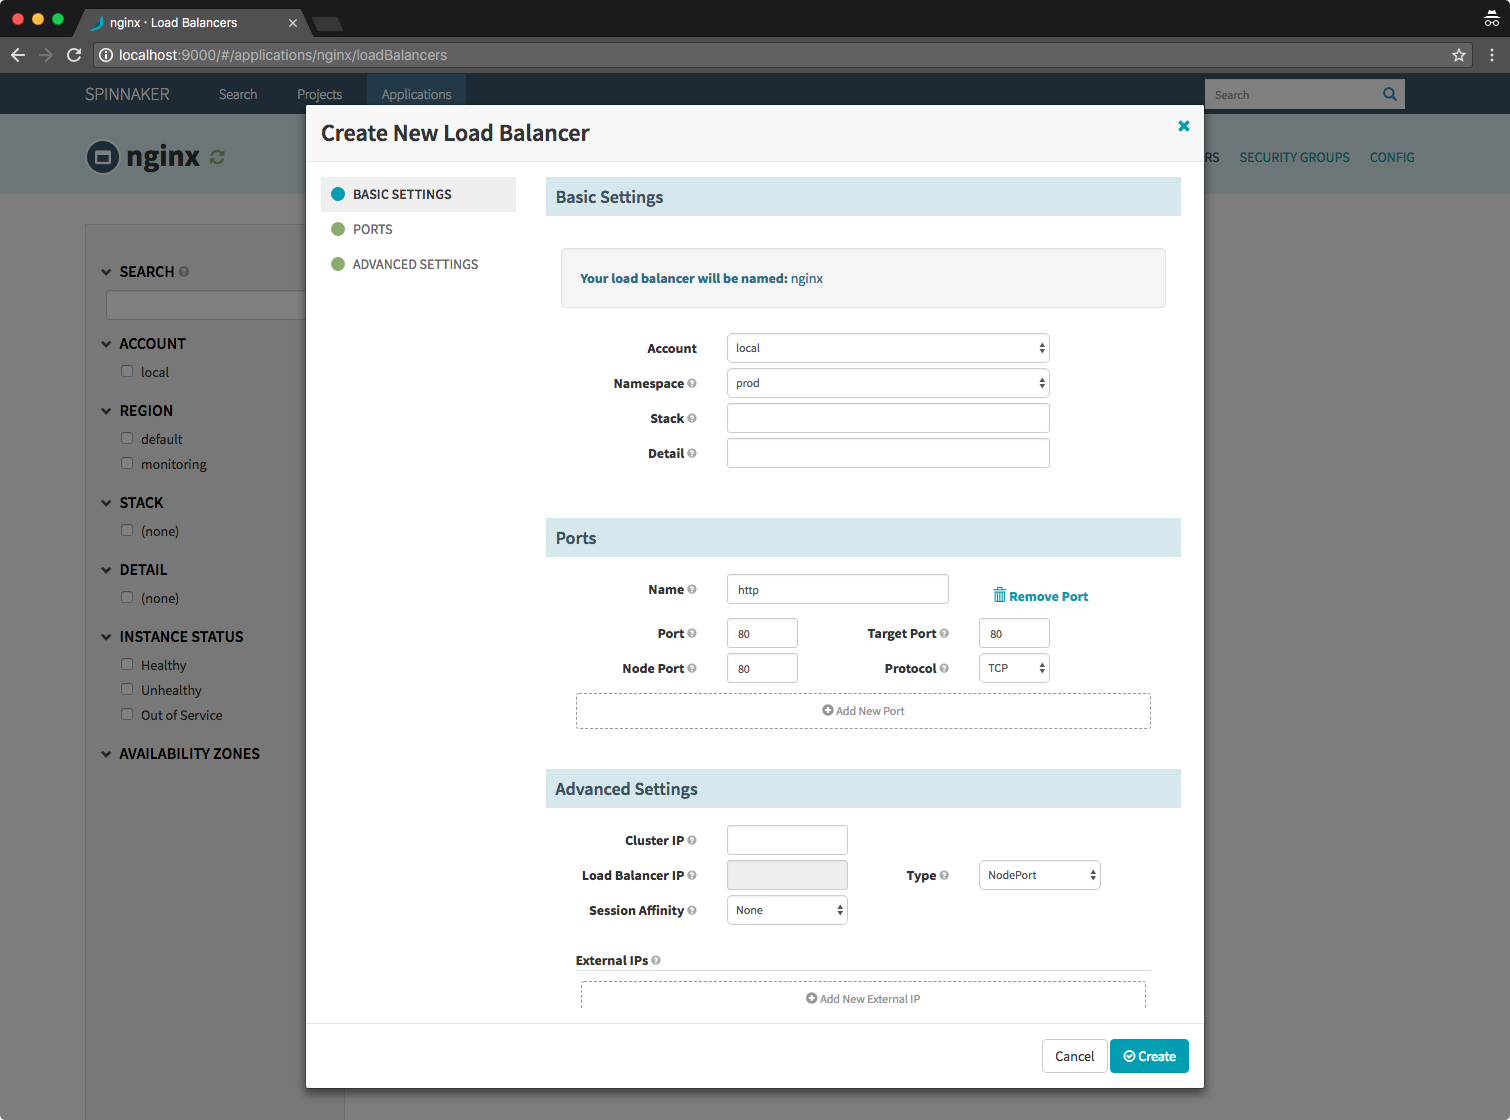 nginx · Load Balancers
localhost:9000/#/applications/nginx/loadBalancers
SPINNAKER Search Projects Applications Search
nginx
RS SECURITY GROUPS CONFIG
SEARCH
ACCOUNT
local
REGION
default
monitoring
STACK
(none)
DETAIL
(none)
INSTANCE STATUS
Healthy
Unhealthy
Out of Service
AVAILABILITY ZONES
Create New Load Balancer
BASIC SETTINGS
PORTS
ADVANCED SETTINGS
Basic Settings
Your load balancer will be named: nginx
Account local
Namespace prod
Stack
Detail
Ports
Name http Remove Port
Port 80 Target Port 80
Node Port 80 Protocol TCP
Add New Port
Advanced Settings
Cluster IP
Load Balancer IP Type NodePort
Session Affinity None
External IPs
Add New External IP
Cancel Create